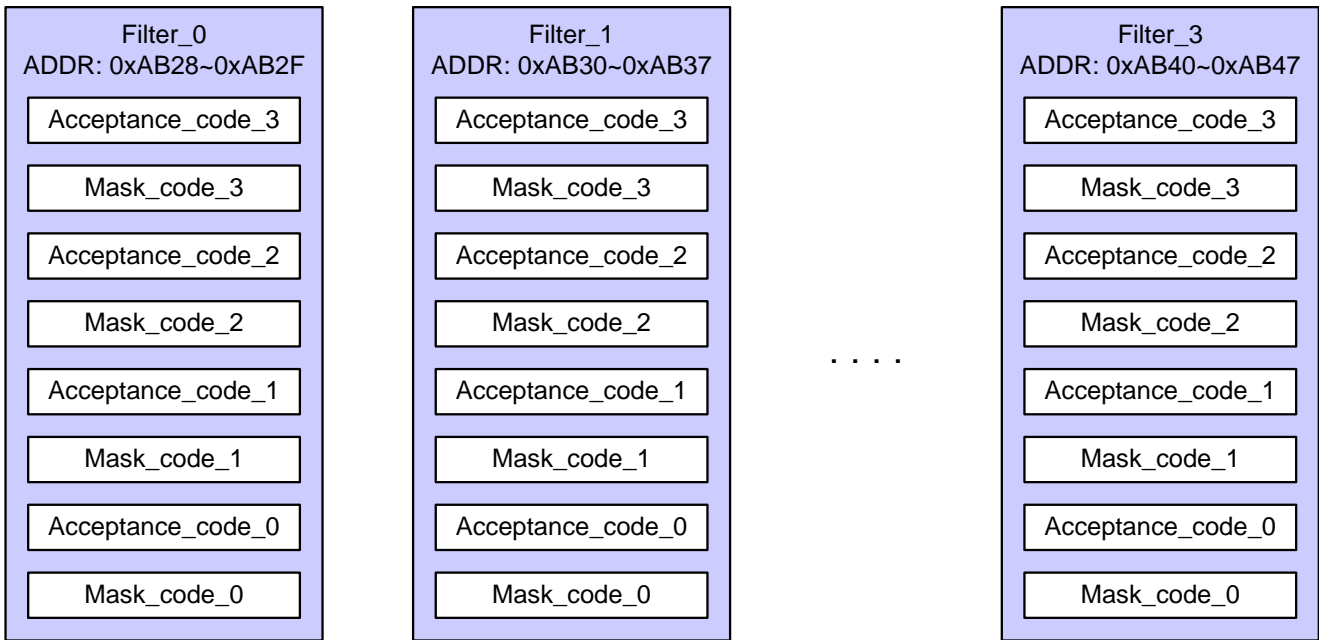 Filter_0
ADDR: 0xAB28~0xAB2F
Acceptance_code_3
Mask_code_3
Acceptance_code_2
Mask_code_2
Acceptance_code_1
Mask_code_1
Acceptance_code_0
Mask_code_0
Filter_1
ADDR: 0xAB30~0xAB37
Acceptance_code_3
Mask_code_3
Acceptance_code_2
Mask_code_2
Acceptance_code_1
Mask_code_1
Acceptance_code_0
Mask_code_0
. . . .
Filter_3
ADDR: 0xAB40~0xAB47
Acceptance_code_3
Mask_code_3
Acceptance_code_2
Mask_code_2
Acceptance_code_1
Mask_code_1
Acceptance_code_0
Mask_code_0